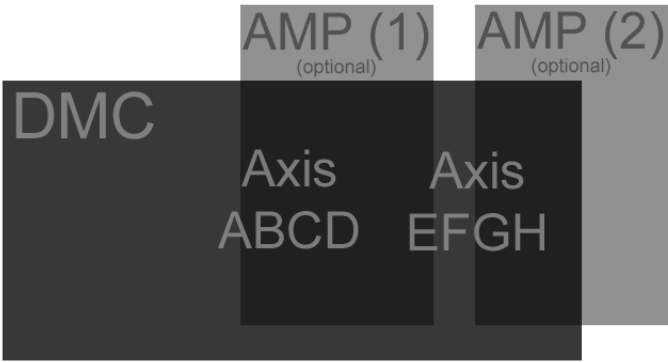 AMP (1)
(optional)
AMP (2)
(optional)
DMC
Axis
ABCD
Axis
EFGH